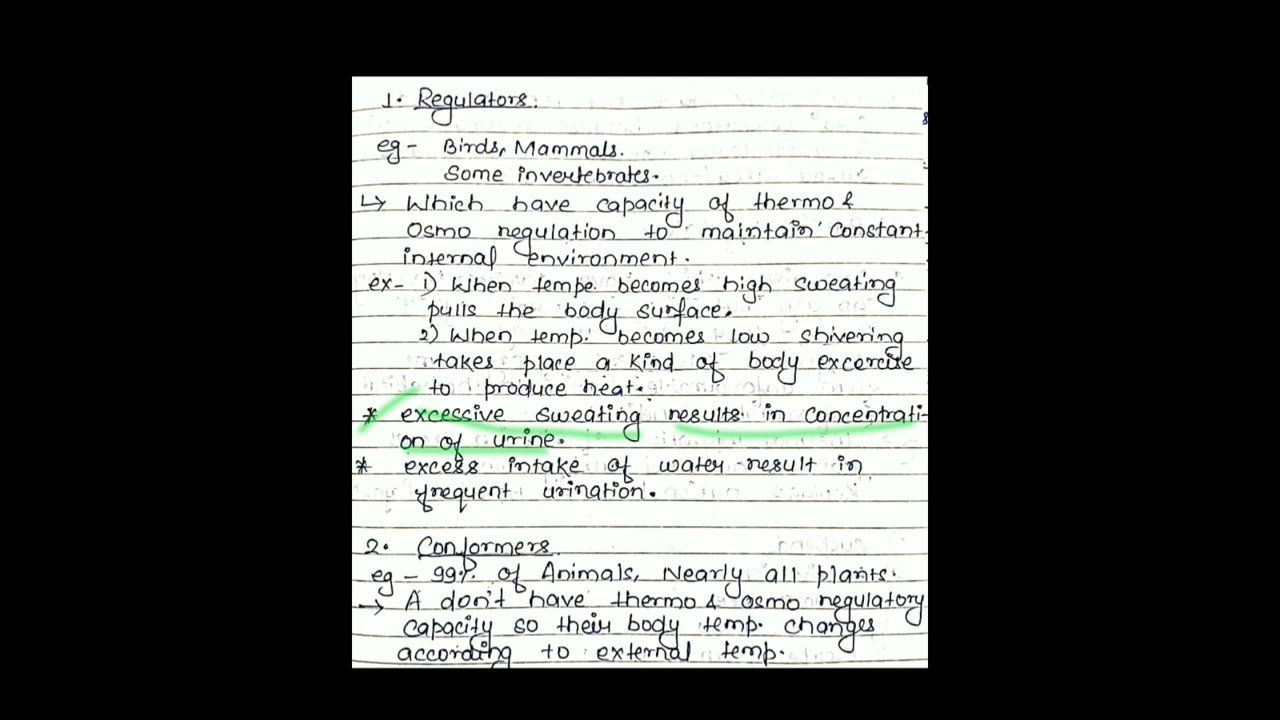 1. Regulators:
eg- Birds, Mammals.
Some invertebrates.
↳ Which have capacity of thermo &
Osmo regulation to maintain constant
internal environment.
ex- 1) When tempe. becomes high sweating
pulls the body surface.
2) When temp. becomes low shivering
takes place a kind of body excercise
to produce heat.
* excessive sweating results in concentrati-
on of urine.
* excess intake of water result in
frequent urination.
2. Conformers
eg - 99% of Animals, Nearly all plants.
→ A don't have thermo & osmo regulatory
capacity so their body temp. changes
according to external temp.